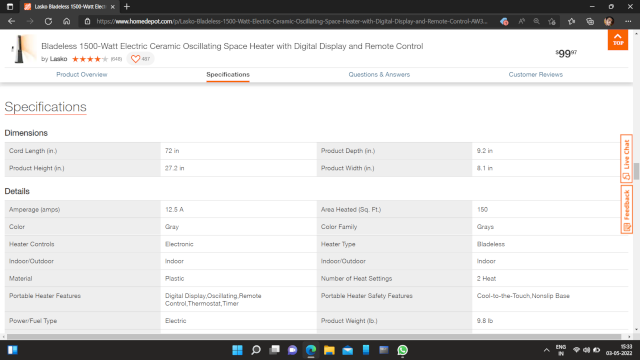 Lasko Bladeless 1500-Watt Elect
https://www.homedepot.com/p/Lasko-Bladeless-1500-Watt-Electric-Ceramic-Oscillating-Space-Heater-with-Digital-Display-and-Remote-Control-AW3...
Bladeless 1500-Watt Electric Ceramic Oscillating Space Heater with Digital Display and Remote Control
by Lasko (648) 467
$99.97
TOP
Product Overview Specifications Questions & Answers Customer Reviews
Specifications
Dimensions
Cord Length (in.) 72 in Product Depth (in.) 9.2 in
Product Height (in.) 27.2 in Product Width (in.) 8.1 in
Details
Amperage (amps) 12.5 A Area Heated (Sq. Ft.) 150
Color Gray Color Family Grays
Heater Controls Electronic Heater Type Bladeless
Indoor/Outdoor Indoor Indoor/Outdoor Indoor
Material Plastic Number of Heat Settings 2 Heat
Portable Heater Features Digital Display,Oscillating,Remote Control,Thermostat,Timer Portable Heater Safety Features Cool-to-the-Touch,Nonslip Base
Power/Fuel Type Electric Product Weight (lb.) 9.8 lb
Live Chat
Feedback
ENG
IN
15:33
03-05-2022